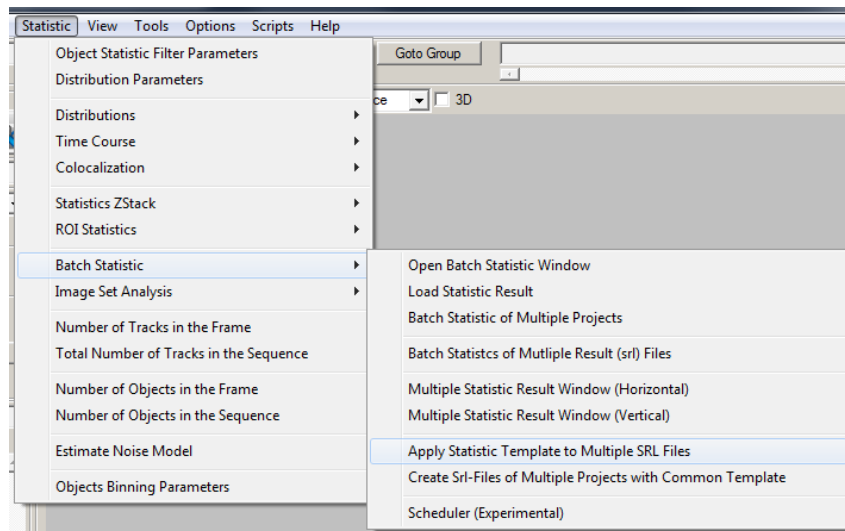 Statistic View Tools Options Scripts Help
Object Statistic Filter Parameters
Distribution Parameters
Distributions
Time Course
Colocalization
Statistics ZStack
ROI Statistics
Batch Statistic
Image Set Analysis
Number of Tracks in the Frame
Total Number of Tracks in the Sequence
Number of Objects in the Frame
Number of Objects in the Sequence
Estimate Noise Model
Objects Binning Parameters
Goto Group
ce 3D
Open Batch Statistic Window
Load Statistic Result
Batch Statistic of Multiple Projects
Batch Statistcs of Mutliple Result (srl) Files
Multiple Statistic Result Window (Horizontal)
Multiple Statistic Result Window (Vertical)
Apply Statistic Template to Multiple SRL Files
Create Srl-Files of Multiple Projects with Common Template
Scheduler (Experimental)